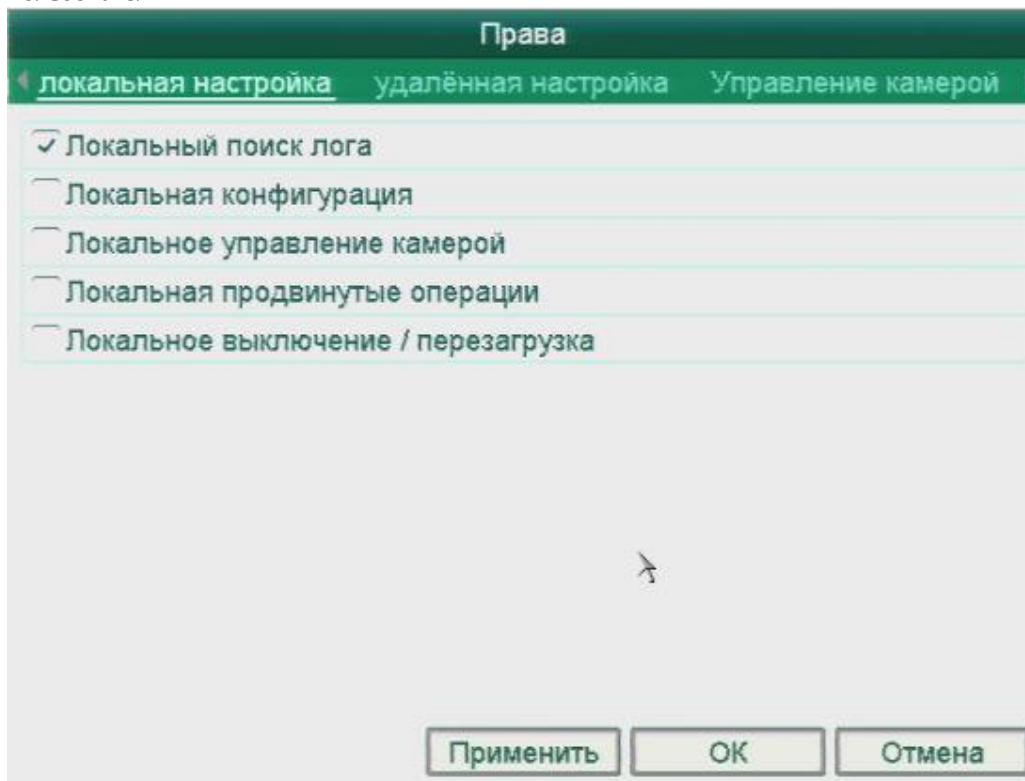 Права
локальная настройка удалённая настройка Управление камерой
Локальный поиск лога
Локальная конфигурация
Локальное управление камерой
Локальная продвинутые операции
Локальное выключение / перезагрузка
Применить ОК Отмена